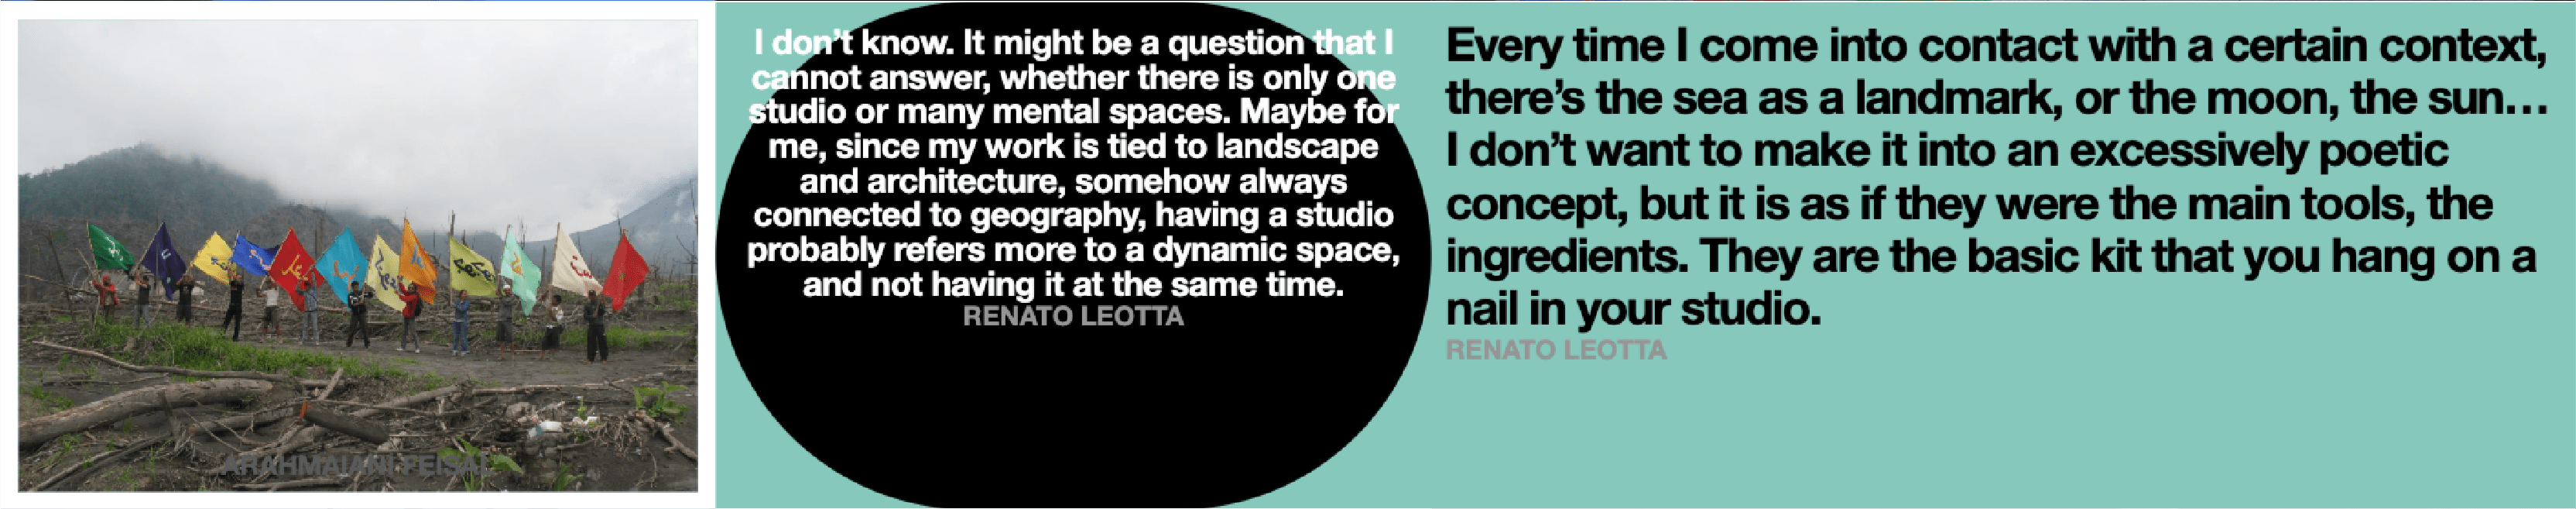 ARAHMAIANI FEISAL
I don’t know. It might be a question that I
cannot answer, whether there is only one
studio or many mental spaces. Maybe for
me, since my work is tied to landscape
and architecture, somehow always
connected to geography, having a studio
probably refers more to a dynamic space,
and not having it at the same time.
RENATO LEOTTA
Every time I come into contact with a certain context,
there’s the sea as a landmark, or the moon, the sun…
I don’t want to make it into an excessively poetic
concept, but it is as if they were the main tools, the
ingredients. They are the basic kit that you hang on a
nail in your studio.
RENATO LEOTTA